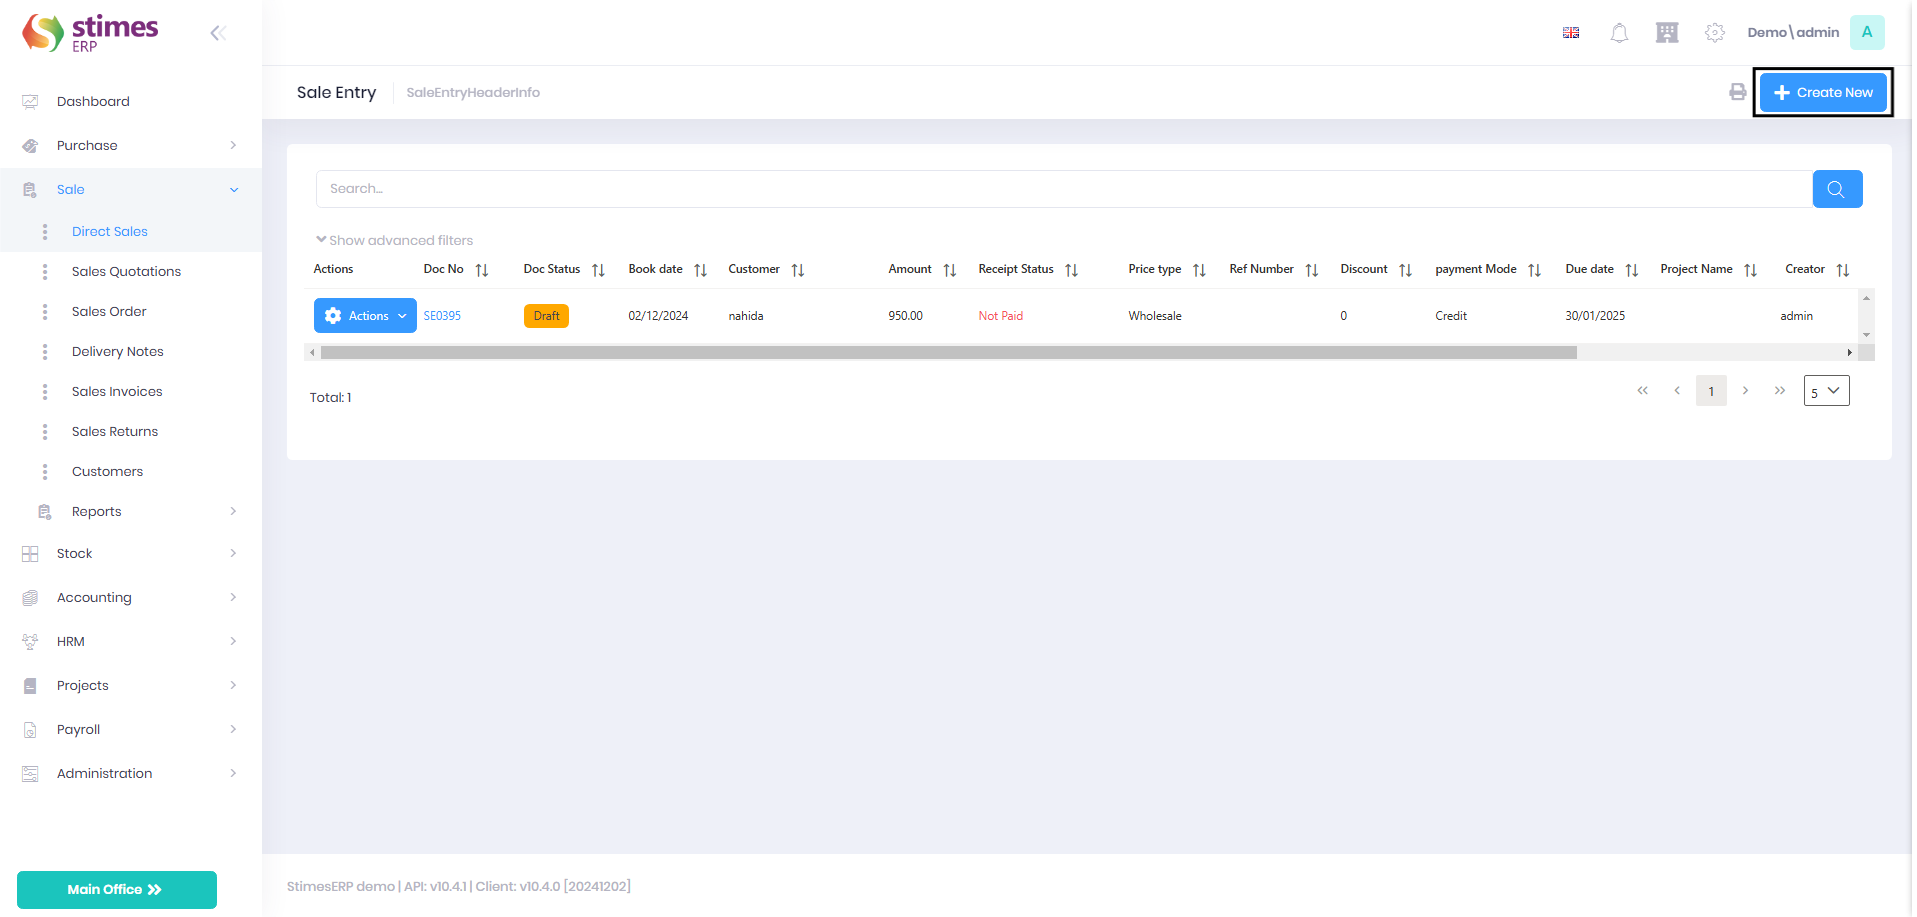 stimes
ERP
Demo\admin
A
Sale Entry
SaleEntryHeaderInfo
Create New
Dashboard
Purchase
Sale
Direct Sales
Sales Quotations
Sales Order
Delivery Notes
Sales Invoices
Sales Returns
Customers
Reports
Stock
Accounting
HRM
Projects
Payroll
Administration
Main Office
Search...
Show advanced filters
Actions Doc No Doc Status Book date Customer Amount Receipt Status Price type Ref Number Discount payment Mode Due date Project Name Creator
Actions SE0395 Draft 02/12/2024 nahida 950.00 Not Paid Wholesale 0 Credit 30/01/2025 admin
Total: 1
1
5
StimesERP demo | API: v10.4.1 | Client: v10.4.0 [20241202]